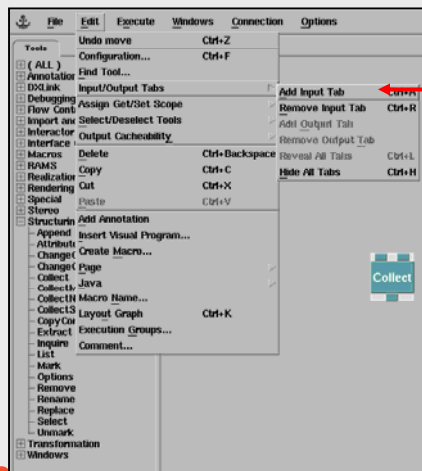 File Edit Execute Windows Connection Options
Tools
(ALL)
Annotation
DXLink
Debugging
Flow Cont
Import and
Interactor
Interface
Macros
RAMS
Realization
Rendering
Special
Stereo
Structurin
Append
Attribute
Change
Change
Collect
Collect
CollectN
CollectS
CopyCo
Extract
Inquire
List
Mark
Options
Remove
Rename
Replace
Select
Unmark
Transformation
Windows
Undo move Ctrl+Z
Configuration... Ctrl+F
Find Tool...
Input/Output Tabs
Assign Get/Set Scope
Select/Deselect Tools
Output Cacheability
Delete Ctrl+Backspace
Copy Ctrl+C
Cut Ctrl+X
Paste Ctrl+V
Add Annotation
Insert Visual Program...
Create Macro...
Page
Java
Macro Name...
Layout Graph Ctrl+K
Execution Groups...
Comment...
Add Input Tab Ctrl+A
Remove Input Tab Ctrl+R
Add Output Tab
Remove Output Tab
Reveal All Tabs Ctrl+L
Hide All Tabs Ctrl+H
Collect